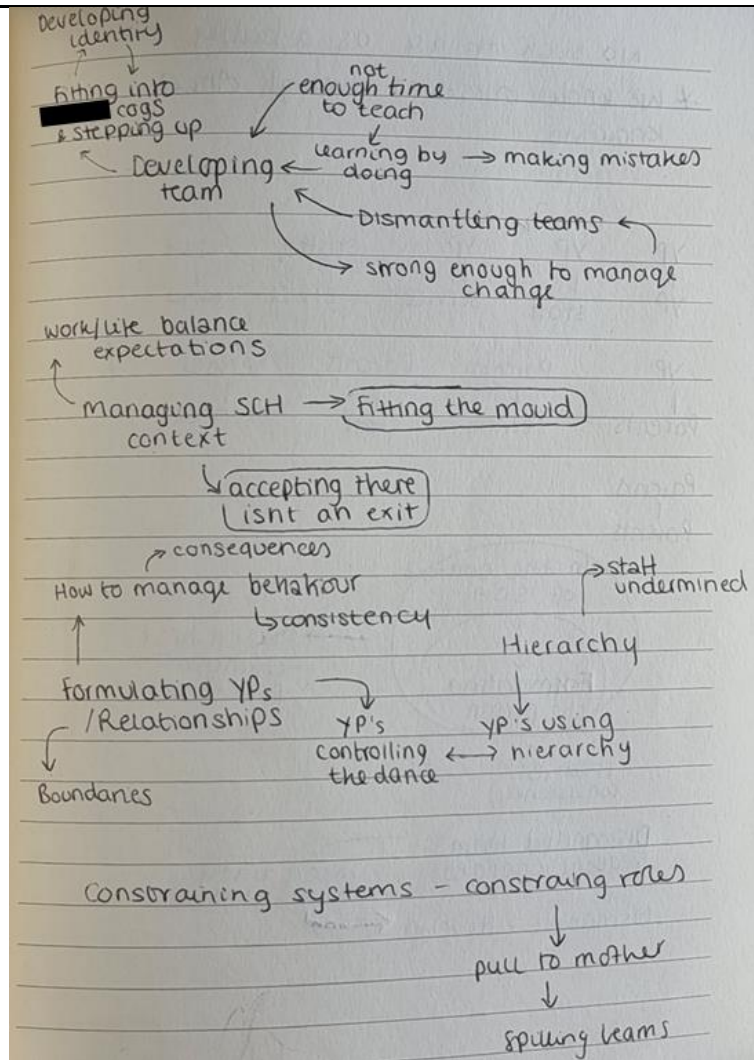 Developing
identity
Fitting into
cogs
& stepping up
not
enough time
to teach
learning by → making mistakes
doing
Developing ←
team
Dismantling teams ←
→ strong enough to manage
change
work/life balance
expectations
managing SCH → Fitting the mould
context
accepting there
isnt an exit
consequences
How to manage behaviour
↳ consistency
→ staff
undermined
Hierarchy
Formulating YPs
/Relationships
YP's
controlling
the dance
↔
YP's using
hierarchy
Boundaries
Constraining systems - constraing roles
↓
pull to mother
↓
teams